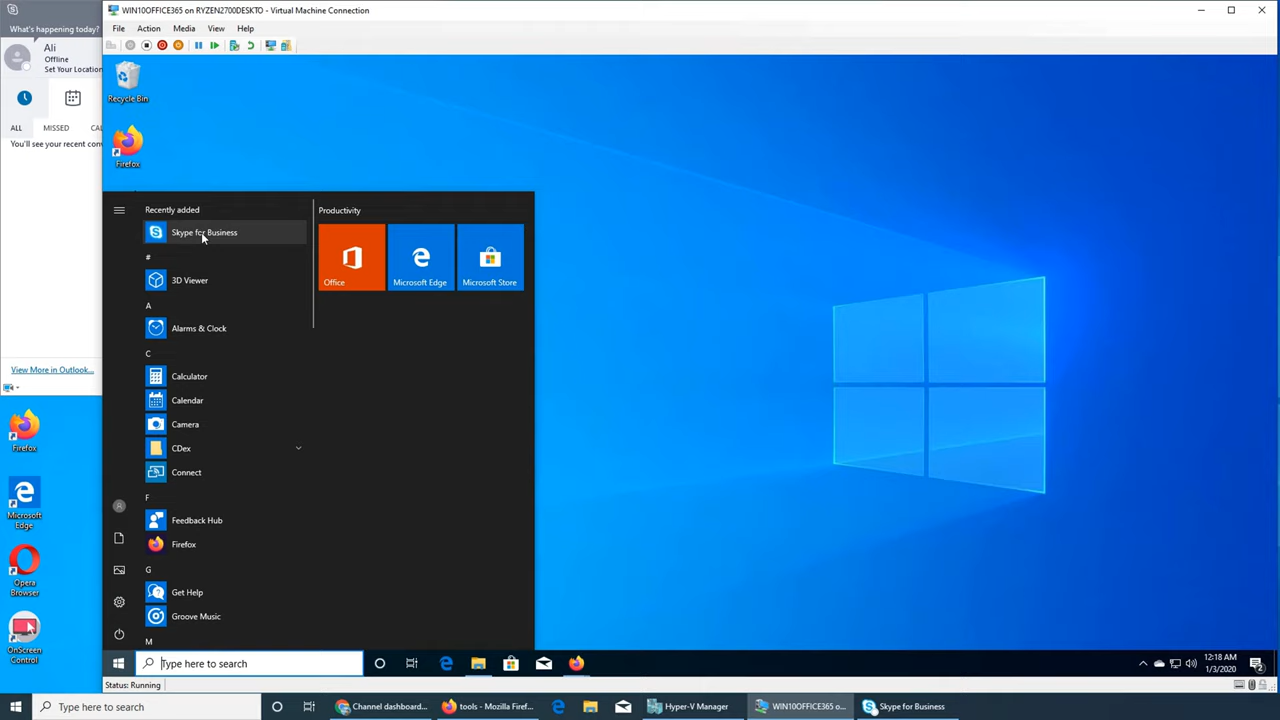 What's happening today?
Ali
Offline
Set Your Locatio
ALL
MISSED
CA
You'll see your recent conv
View More in Outlook...
Firefox
Microsoft
Edge
Opera
Browser
OnScreen
Control
WIN10OFFICE365 on RYZEN2700DESKTO - Virtual Machine Connection
File
Action
Media
View
Help
Recycle Bin
Firefox
Recently added
Skype for Business
#
3D Viewer
A
Alarms & Clock
C
Calculator
Calendar
Camera
CDex
Connect
F
Feedback Hub
Firefox
G
Get Help
Groove Music
M
Productivity
Office
Microsoft Edge
Microsoft Store
Type here to search
12:18 AM
1/3/2020
2
Status: Running
Type here to search
Channel dashboard...
tools - Mozilla Firef...
Hyper-V Manager
WIN10OFFICE365 o...
Skype for Business